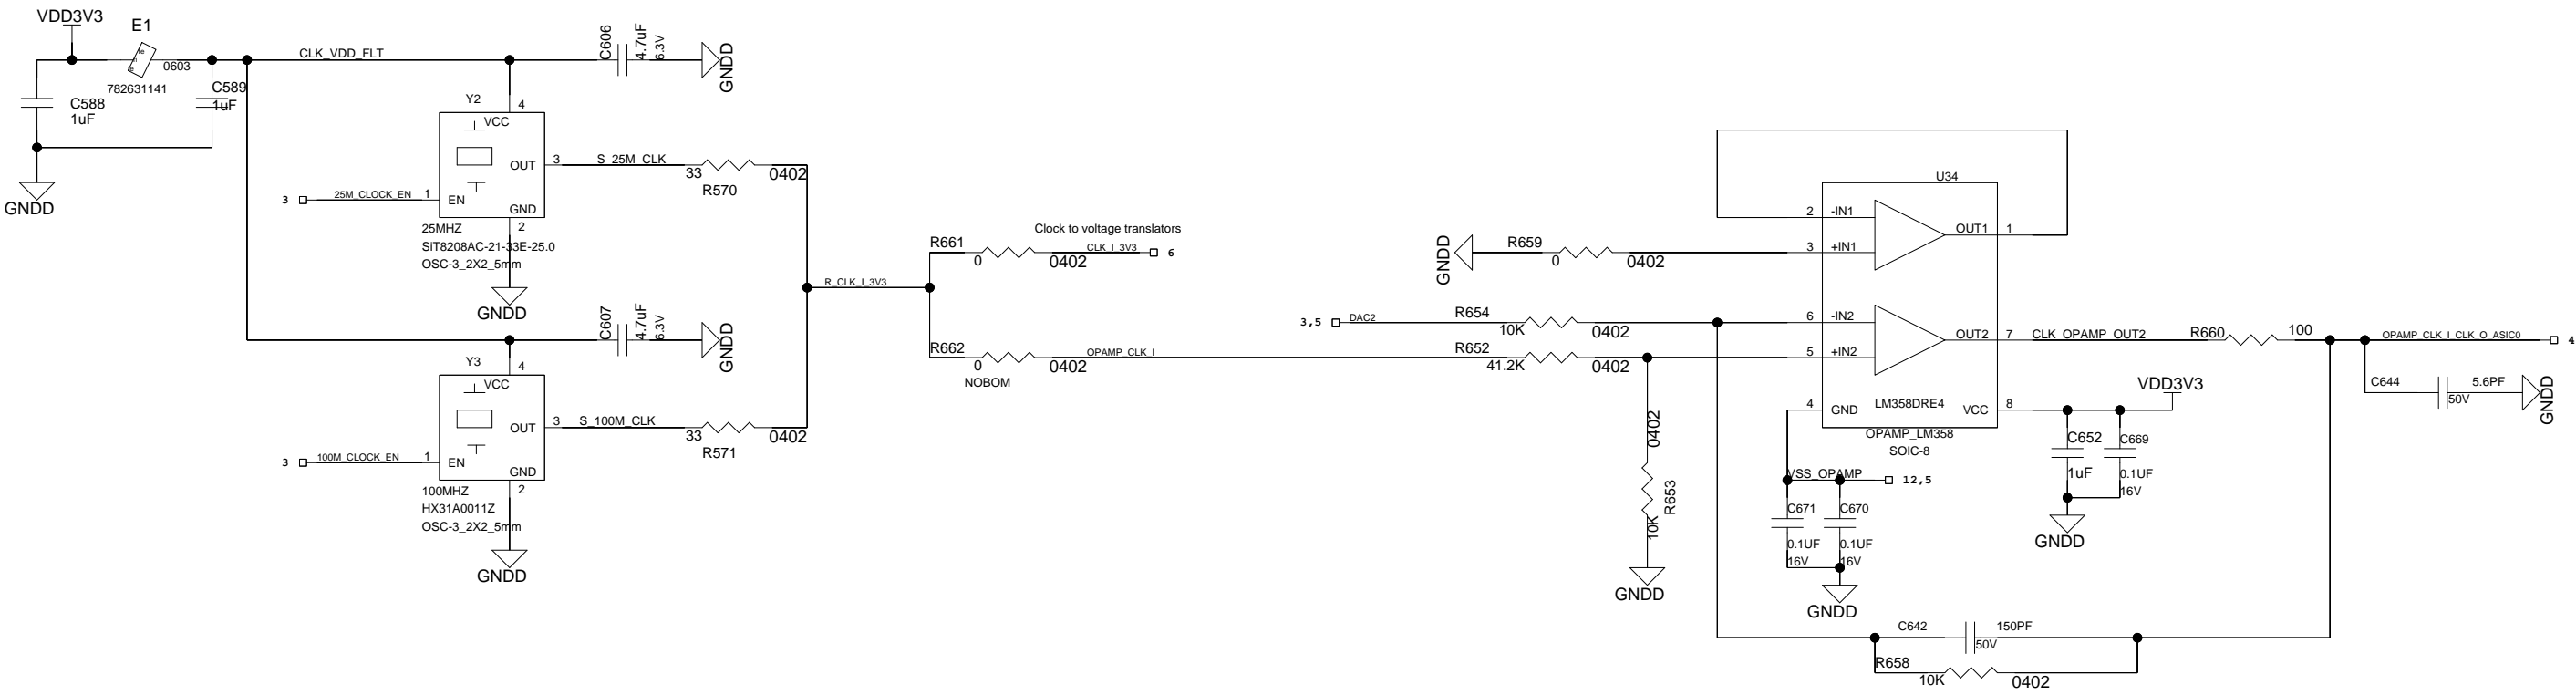 VDD3V3
E1
0603
782631141
C588
1uF
C589
1uF
GNDD
CLK_VDD_FLT
C606
4.7uF
6.3V
GNDD
Y2
4
VCC
OUT
3
S_25M_CLK
33
R570
0402
3
25M_CLOCK_EN
1
EN
GND
2
25MHZ
SiT8208AC-21-33E-25.0
OSC-3_2X2_5mm
GNDD
C607
4.7uF
6.3V
GNDD
Y3
4
VCC
OUT
3
S_100M_CLK
33
R571
0402
3
100M_CLOCK_EN
1
EN
GND
2
100MHZ
HX31A0011Z
OSC-3_2X2_5mm
GNDD
R_CLK_I_3V3
Clock to voltage translators
R661
0
0402
CLK_I_3V3
6
R662
0
NOBOM
0402
OPAMP_CLK_I
GNDD
R659
0
0402
3,5
DAC2
R654
10K
0402
R652
41.2K
0402
0402
R653
10K
GNDD
U34
2
-IN1
OUT1
1
3
+IN1
6
-IN2
OUT2
7
CLK_OPAMP_OUT2
5
+IN2
4
GND
LM358DRE4
VCC
8
OPAMP_LM358
SOIC-8
VSS_OPAMP
12,5
C671
0.1UF
16V
C670
0.1UF
16V
GNDD
R660
100
OPAMP_CLK_I_CLK_O_ASIC0
4
C644
5.6PF
50V
GNDD
VDD3V3
C652
1uF
C669
0.1UF
16V
GNDD
C642
150PF
50V
R658
10K
0402